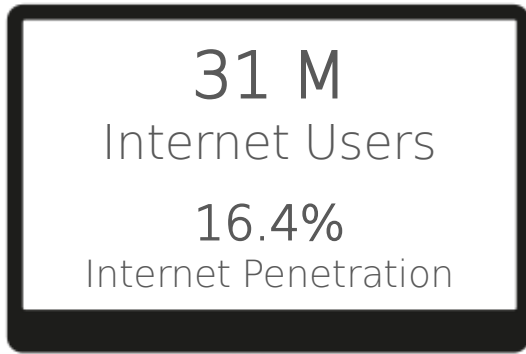 31 M
Internet Users
16.4%
Internet Penetration